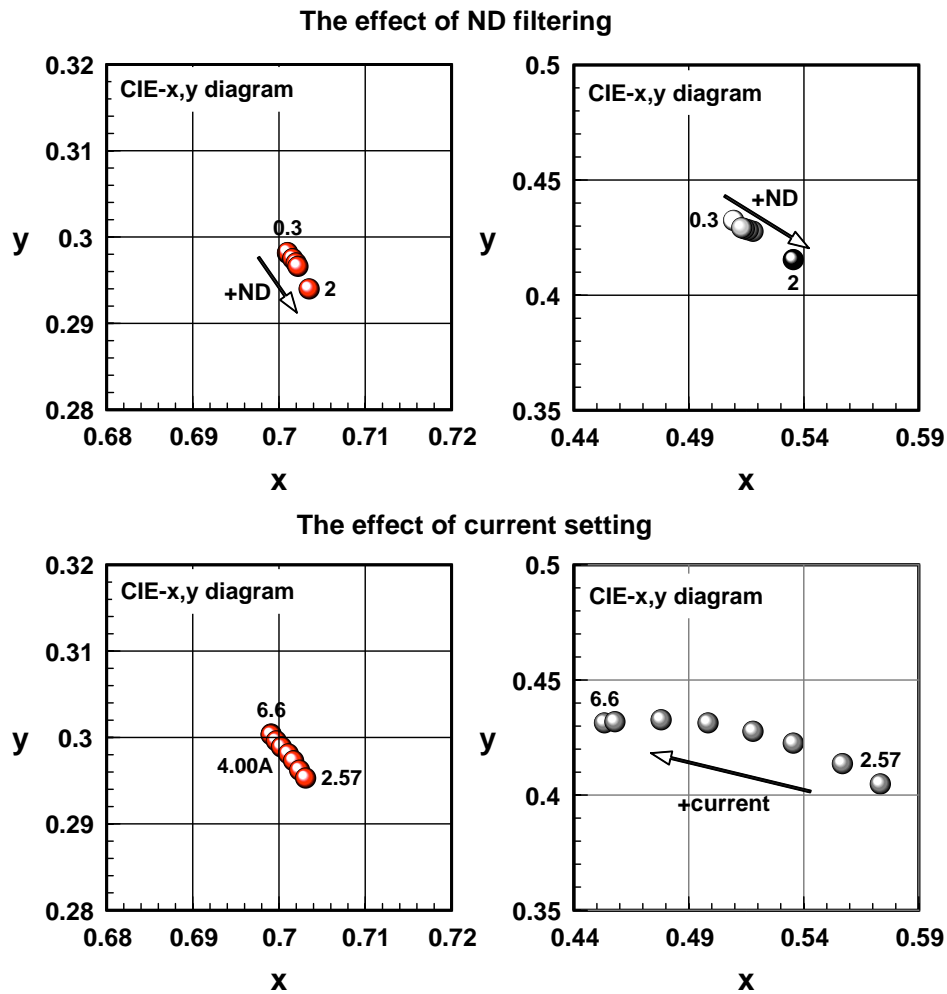 The effect of ND filtering
0.32
CIE-x,y diagram
0.31
0.3
0.3
y
+ND
2
0.29
0.28
0.68 0.69 0.7 0.71 0.72
x
0.5
CIE-x,y diagram
0.45
+ND
0.3
y
2
0.4
0.35
0.44 0.49 0.54 0.59
x
The effect of current setting
0.32
CIE-x,y diagram
0.31
6.6
0.3
y
4.00A
2.57
0.29
0.28
0.68 0.69 0.7 0.71 0.72
x
0.5
CIE-x,y diagram
0.45
6.6
y
2.57
0.4
+current
0.35
0.44 0.49 0.54 0.59
x